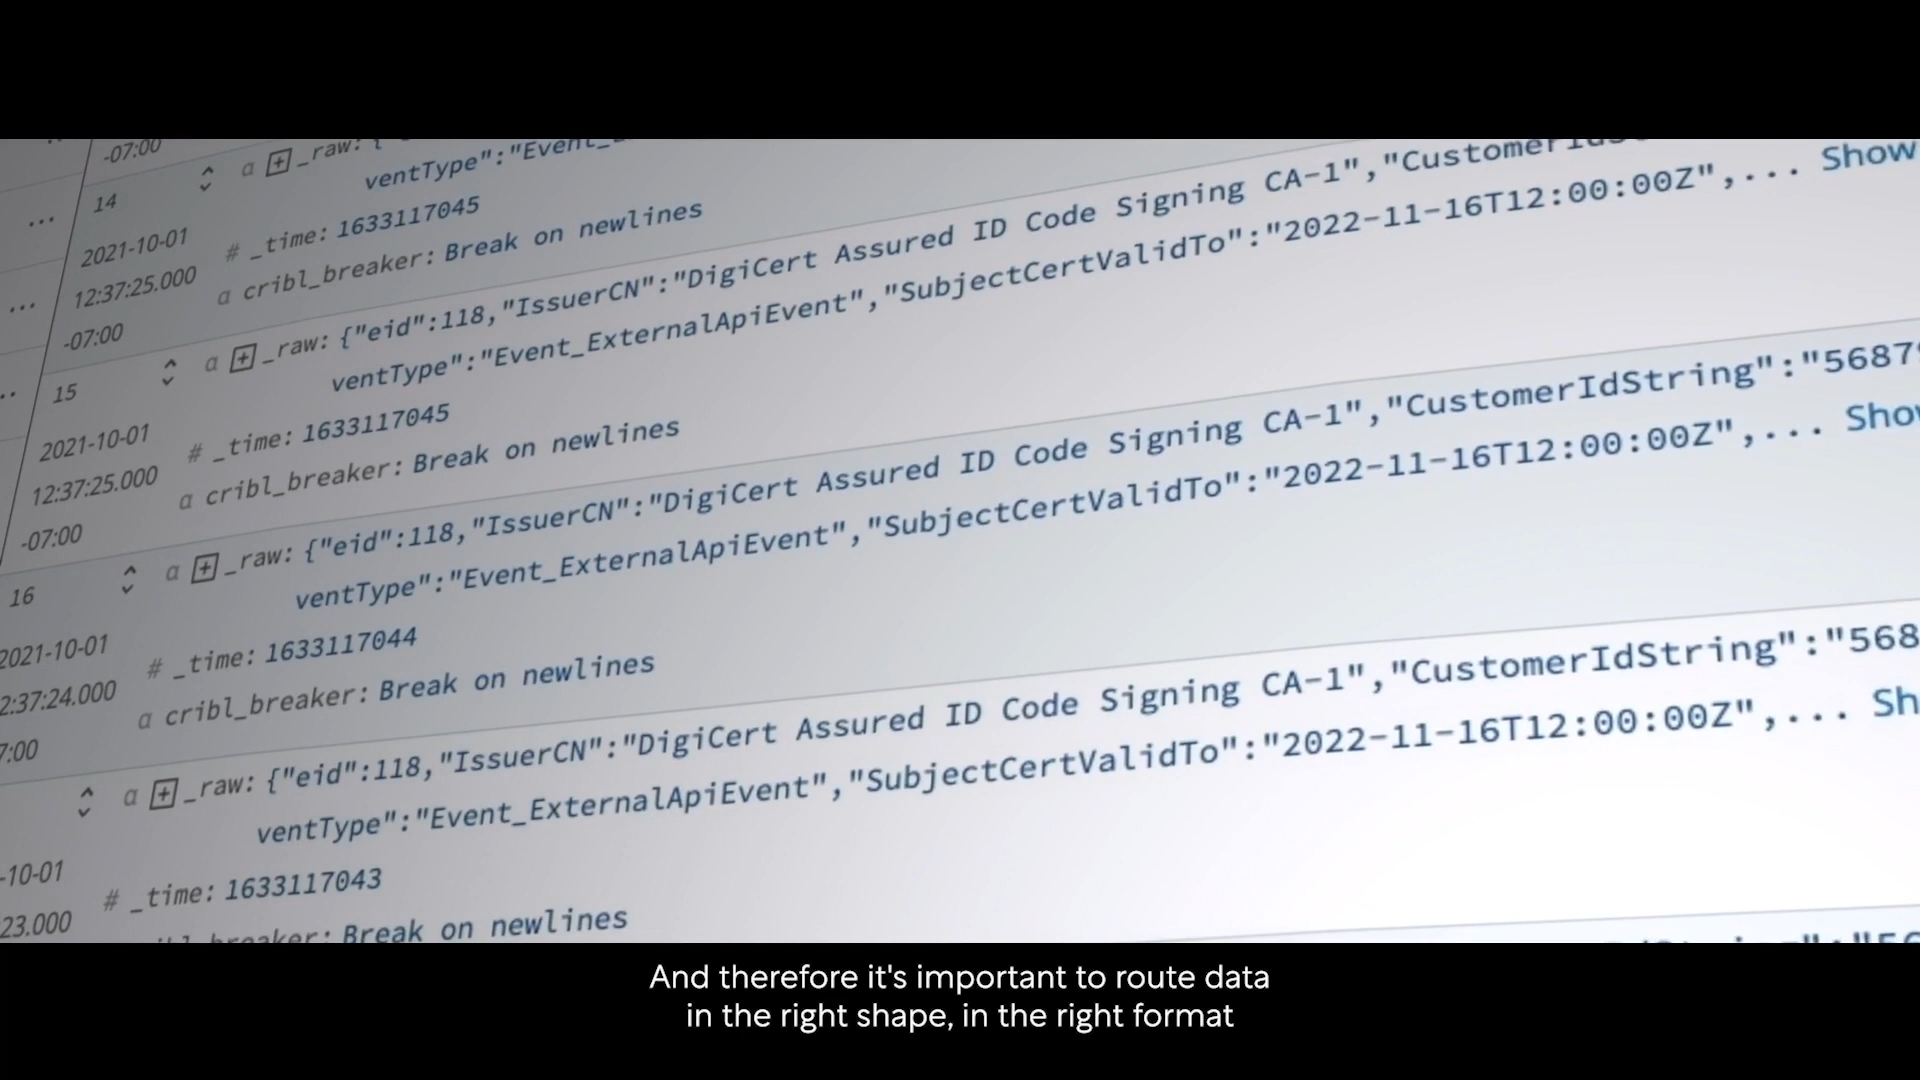 -07:00
14
2021-10-01
12:37:25.000
-07:00
α + _raw: {
ventType":"Event_
# _time: 1633117045
α cribl_breaker: Break on newlines
15
2021-10-01
12:37:25.000
-07:00
α + _raw: {"eid":118,"IssuerCN":"DigiCert Assured ID Code Signing CA-1","CustomerIdS
ventType":"Event_ExternalApiEvent","SubjectCertValidTo":"2022-11-16T12:00:00Z",... Show
# _time: 1633117045
α cribl_breaker: Break on newlines
16
2021-10-01
2:37:24.000
7:00
α + _raw: {"eid":118,"IssuerCN":"DigiCert Assured ID Code Signing CA-1","CustomerIdString":"5687
ventType":"Event_ExternalApiEvent","SubjectCertValidTo":"2022-11-16T12:00:00Z",... Sho
# _time: 1633117044
α cribl_breaker: Break on newlines
-10-01
23.000
α + _raw: {"eid":118,"IssuerCN":"DigiCert Assured ID Code Signing CA-1","CustomerIdString":"568
ventType":"Event_ExternalApiEvent","SubjectCertValidTo":"2022-11-16T12:00:00Z",... Sh
# _time: 1633117043
Break on newlines
And therefore it's important to route data
in the right shape, in the right format